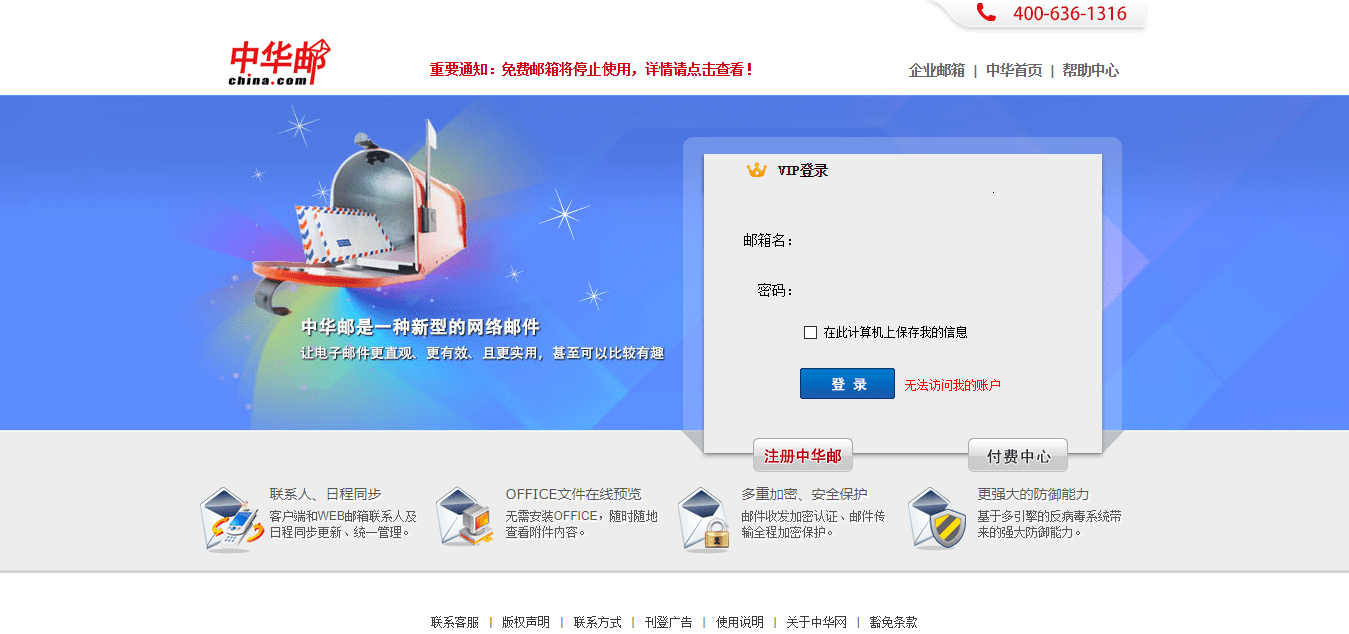 400-636-1316
中华邮
china.com
重要通知：免费邮箱将停止使用，详情请点击查看！
企业邮箱 | 中华首页 | 帮助中心
VIP登录
邮箱名：
密码：
在此计算机上保存我的信息
登 录 无法访问我的账户
中华邮是一种新型的网络邮件
让电子邮件更直观、更有效、且更实用，甚至可以比较有趣
注册中华邮 付费中心
联系人、日程同步
客户端和WEB邮箱联系人及
日程同步更新、统一管理。
OFFICE文件在线预览
无需安装OFFICE，随时随地
查看附件内容。
多重加密、安全保护
邮件收发加密认证、邮件传
输全程加密保护。
更强大的防御能力
基于多引擎的反病毒系统带
来的强大防御能力。
联系客服 | 版权声明 | 联系方式 | 刊登广告 | 使用说明 | 关于中华网 | 豁免条款